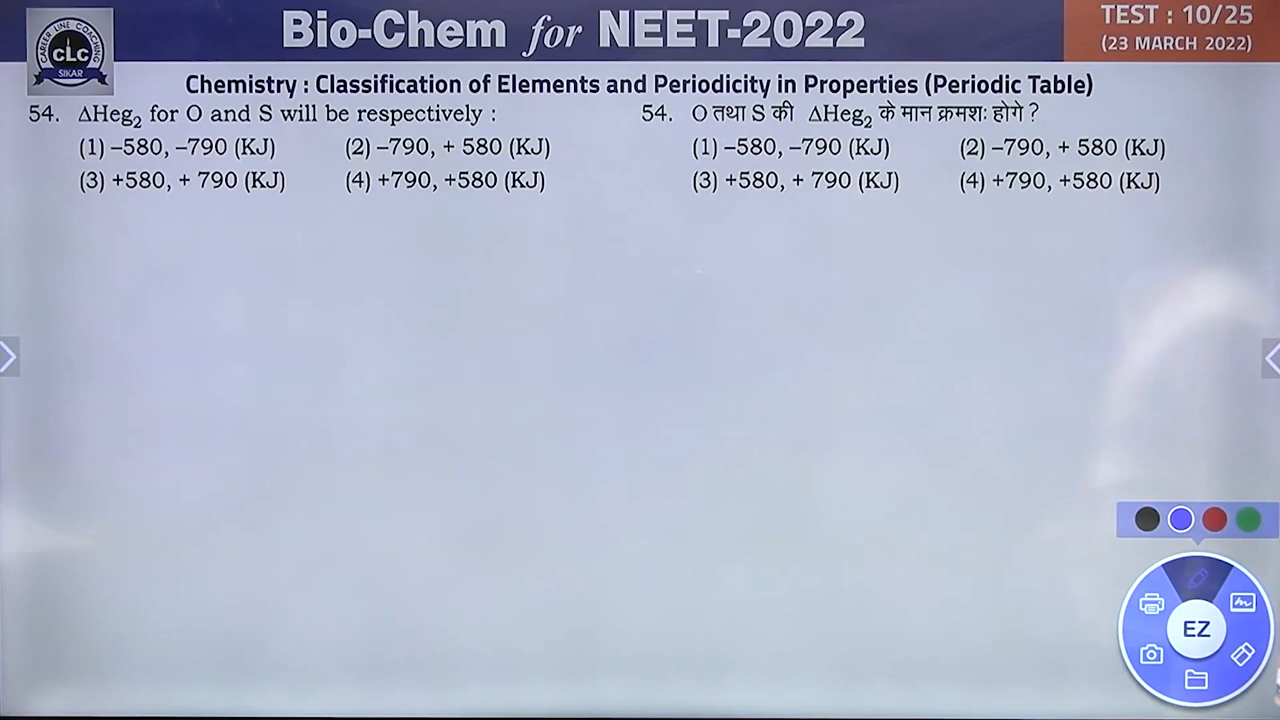 Bio-Chem for NEET-2022
TEST : 10/25
(23 MARCH 2022)
CAREER LINE COACHING
CLC
SIKAR
Chemistry : Classification of Elements and Periodicity in Properties (Periodic Table)
54. ΔHeg₂ for O and S will be respectively :
(1) –580, –790 (KJ) (2) –790, + 580 (KJ)
(3) +580, + 790 (KJ) (4) +790, +580 (KJ)
54. O तथा S की ΔHeg₂ के मान क्रमशः होगे ?
(1) –580, –790 (KJ) (2) –790, + 580 (KJ)
(3) +580, + 790 (KJ) (4) +790, +580 (KJ)
EZ